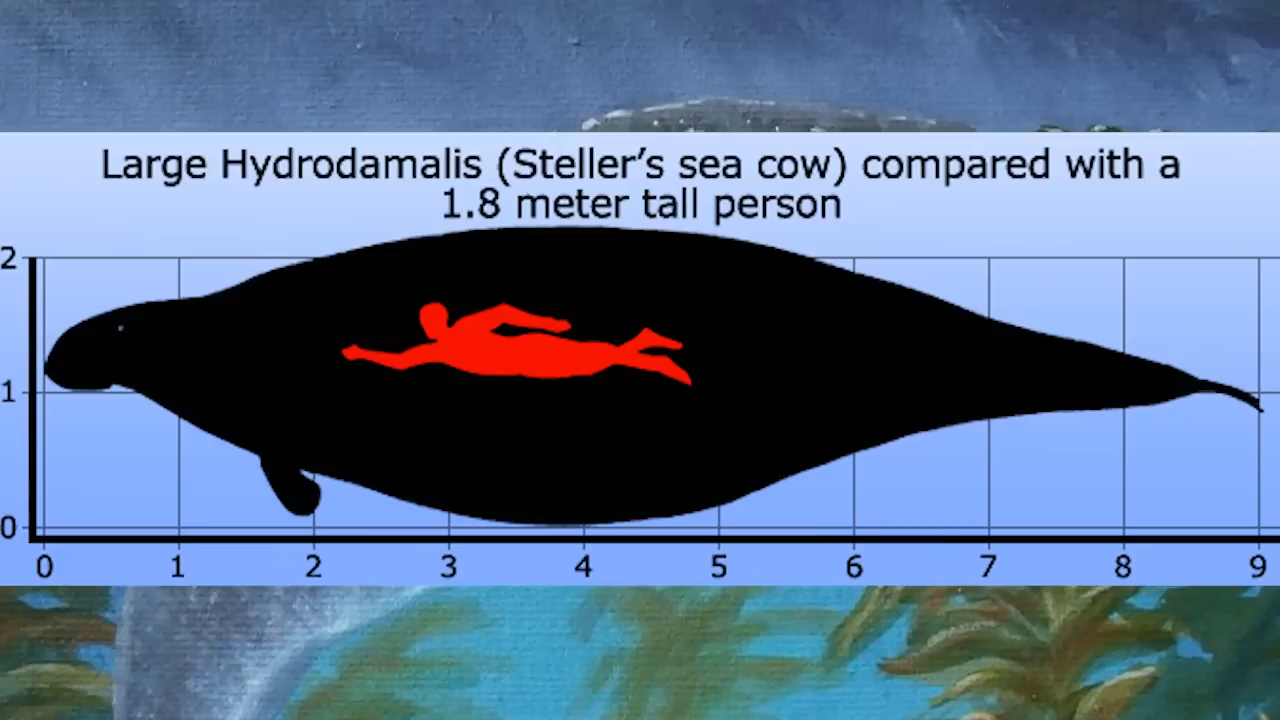 Large Hydrodamalis (Steller’s sea cow) compared with a
1.8 meter tall person
2
1
0
0 1 2 3 4 5 6 7 8 9